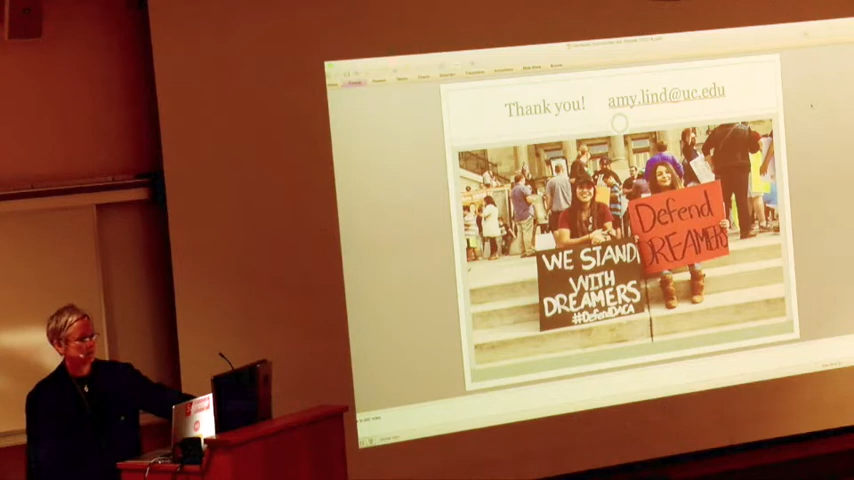 Thank you! amy.lind@uc.edu
Defend
DREAMERS
WE STAND
WITH
DREAMERS
#DefendDACA